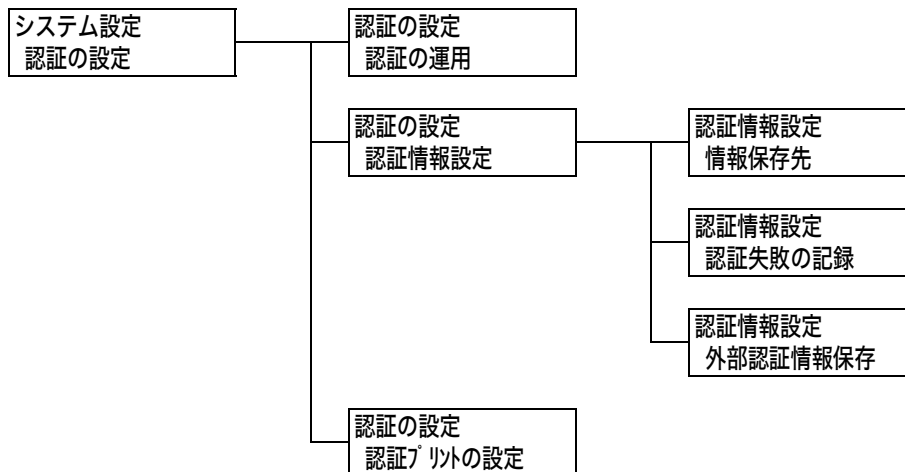 システム設定
認証の設定
認証の設定
認証の運用
認証の設定
認証情報設定
認証情報設定
情報保存先
認証情報設定
認証失敗の記録
認証情報設定
外部認証情報保存
認証の設定
認証ﾌﾟﾘﾝﾄの設定